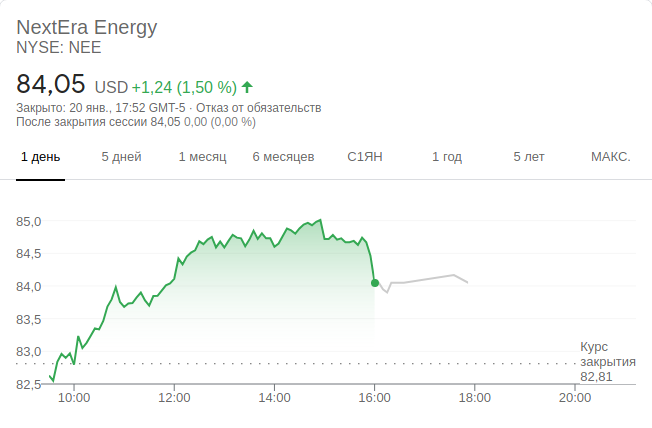 NextEra Energy
NYSE: NEE
84,05 USD +1,24 (1,50 %)
Закрыто: 20 янв., 17:52 GMT-5 · Отказ от обязательств
После закрытия сессии 84,05 0,00 (0,00 %)
1 день 5 дней 1 месяц 6 месяцев С1ЯН 1 год 5 лет МАКС.
85,0
84,5
84,0
83,5
83,0
82,5
Курс
закрытия
82,81
10:00 12:00 14:00 16:00 18:00 20:00